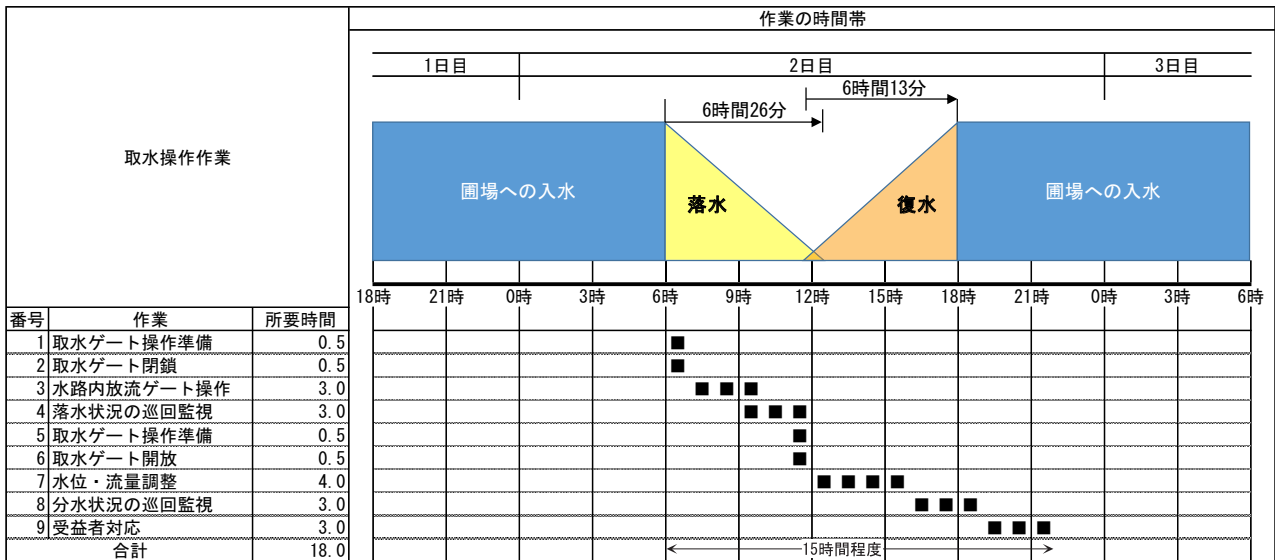 作業の時間帯
取水操作作業
1日目 2日目 3日目
6時間13分
6時間26分
圃場への入水 落水 復水 圃場への入水
18時 21時 0時 3時 6時 9時 12時 15時 18時 21時 0時 3時 6時
番号 作業 所要時間
1 取水ゲート操作準備 0.5
2 取水ゲート閉鎖 0.5
3 水路内放流ゲート操作 3.0
4 落水状況の巡回監視 3.0
5 取水ゲート操作準備 0.5
6 取水ゲート開放 0.5
7 水位・流量調整 4.0
8 分水状況の巡回監視 3.0
9 受益者対応 3.0
合計 18.0 15時間程度